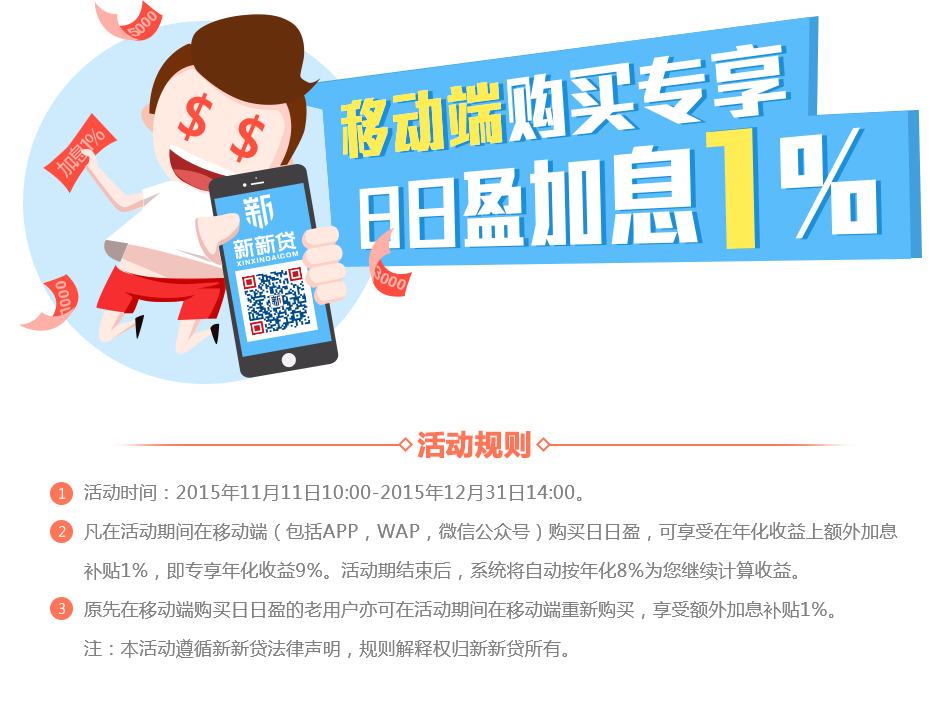 5000
移动端购买专享
加息1%
日日盈加息1%
新
新新贷
XINXINDAI.COM
3000
新
1000
活动规则
1 活动时间：2015年11月11日10:00-2015年12月31日14:00。
2 凡在活动期间在移动端（包括APP，WAP，微信公众号）购买日日盈，可享受在年化收益上额外加息
补贴1%，即专享年化收益9%。活动期结束后，系统将自动按年化8%为您继续计算收益。
3 原先在移动端购买日日盈的老用户亦可在活动期间在移动端重新购买，享受额外加息补贴1%。
注：本活动遵循新新贷法律声明，规则解释权归新新贷所有。